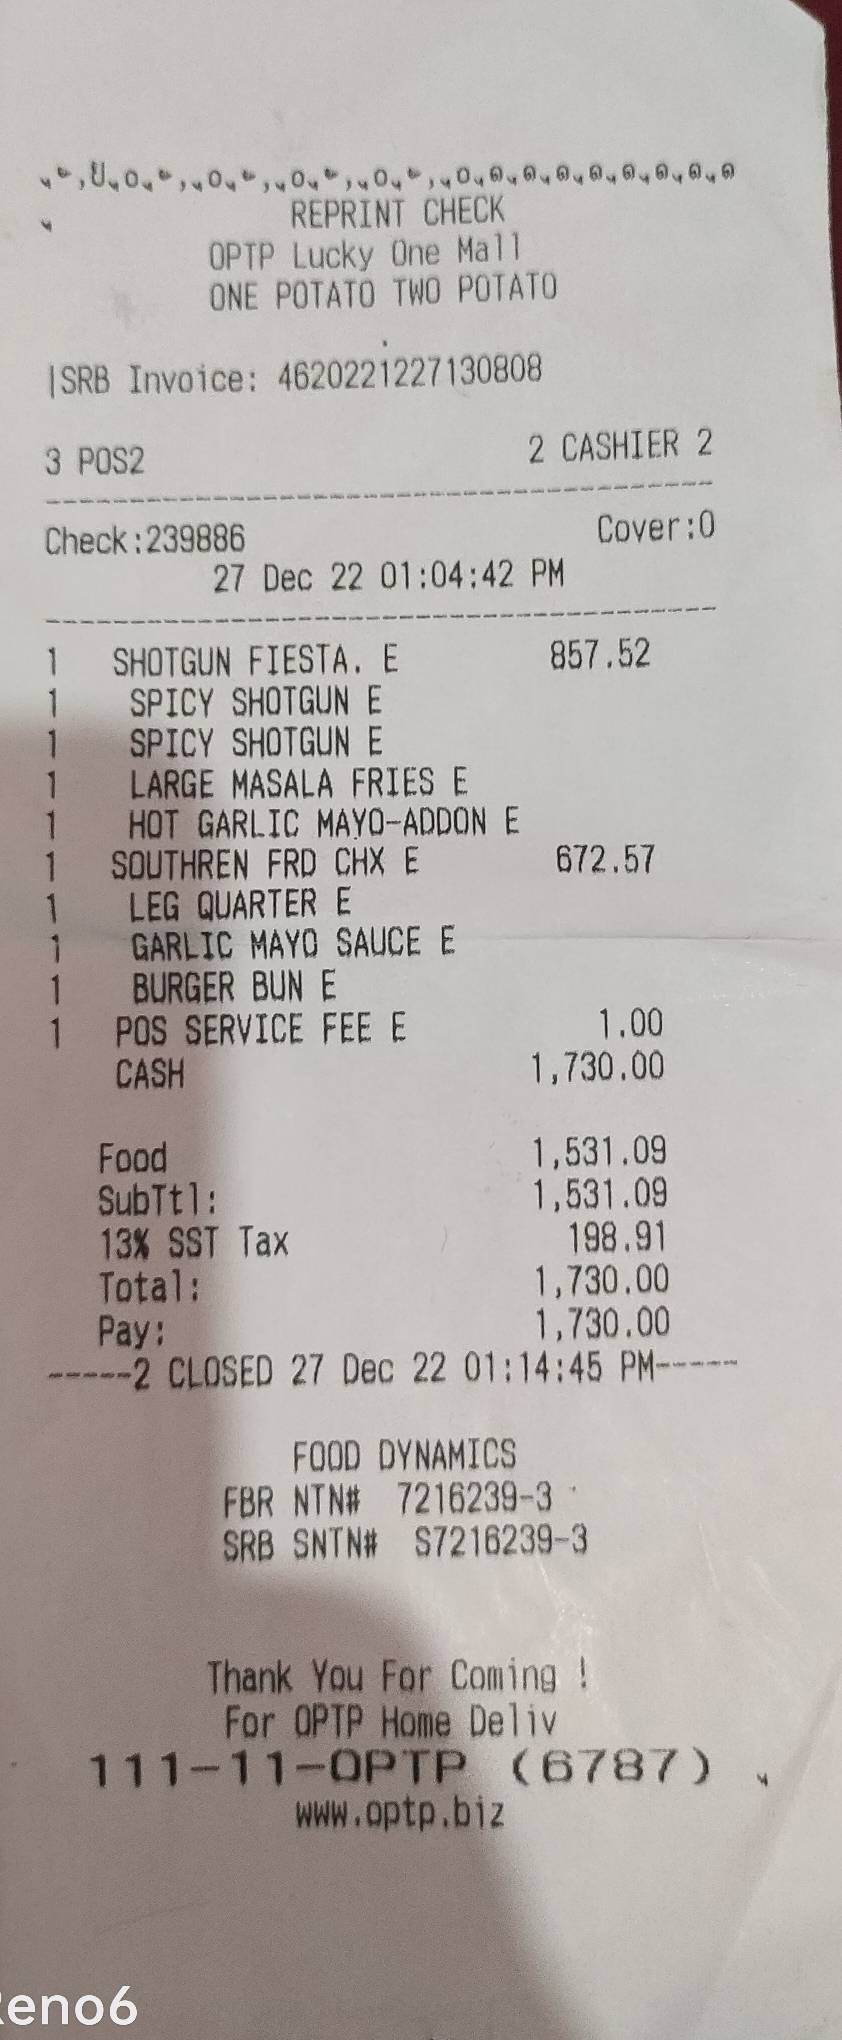 REPRINT CHECK
OPTP Lucky One Mall
ONE POTATO TWO POTATO
|SRB Invoice: 4620221227130808
3 POS2 2 CASHIER 2
Check:239886 Cover:0
27 Dec 22 01:04:42 PM
1 SHOTGUN FIESTA. E 857.52
1 SPICY SHOTGUN E
1 SPICY SHOTGUN E
1 LARGE MASALA FRIES E
1 HOT GARLIC MAYO-ADDON E
1 SOUTHREN FRD CHX E 672.57
1 LEG QUARTER E
1 GARLIC MAYO SAUCE E
1 BURGER BUN E
1 POS SERVICE FEE E 1.00
CASH 1,730.00
Food 1,531.09
SubTtl: 1,531.09
13% SST Tax 198.91
Total: 1,730.00
Pay: 1,730.00
-----2 CLOSED 27 Dec 22 01:14:45 PM-----
FOOD DYNAMICS
FBR NTN# 7216239-3
SRB SNTN# S7216239-3
Thank You For Coming !
For OPTP Home Deliv
111-11-OPTP (6787)
www.optp.biz
eno6